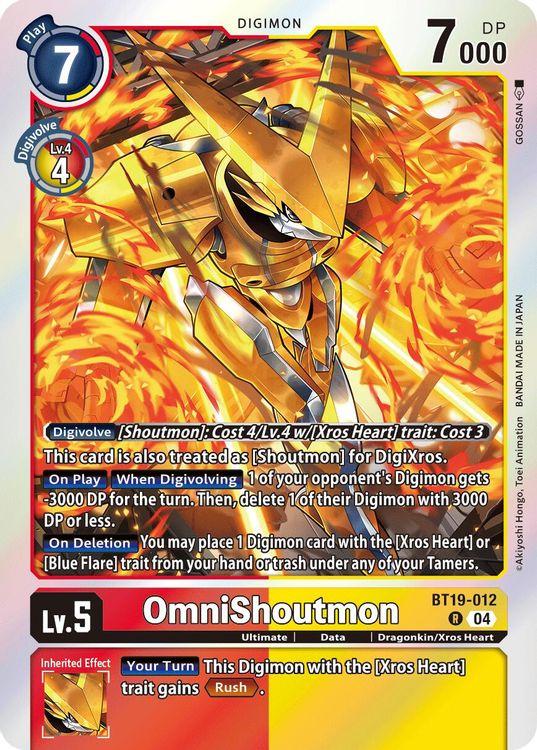 DIGIMON
Play
7
DP
7000
Digivolve
Lv.4
4
GOSSAN
BANDAI MADE IN JAPAN
©Akiyoshi Hongo, Toei Animation
Digivolve [Shoutmon]: Cost 4/Lv.4 w/[Xros Heart] trait: Cost 3
This card is also treated as [Shoutmon] for DigiXros.
On Play When Digivolving 1 of your opponent's Digimon gets
-3000 DP for the turn. Then, delete 1 of their Digimon with 3000
DP or less.
On Deletion You may place 1 Digimon card with the [Xros Heart] or
[Blue Flare] trait from your hand or trash under any of your Tamers.
Lv.5
OmniShoutmon
BT19-012
R 04
Ultimate | Data | Dragonkin/Xros Heart
Inherited Effect
Your Turn This Digimon with the [Xros Heart]
trait gains Rush.